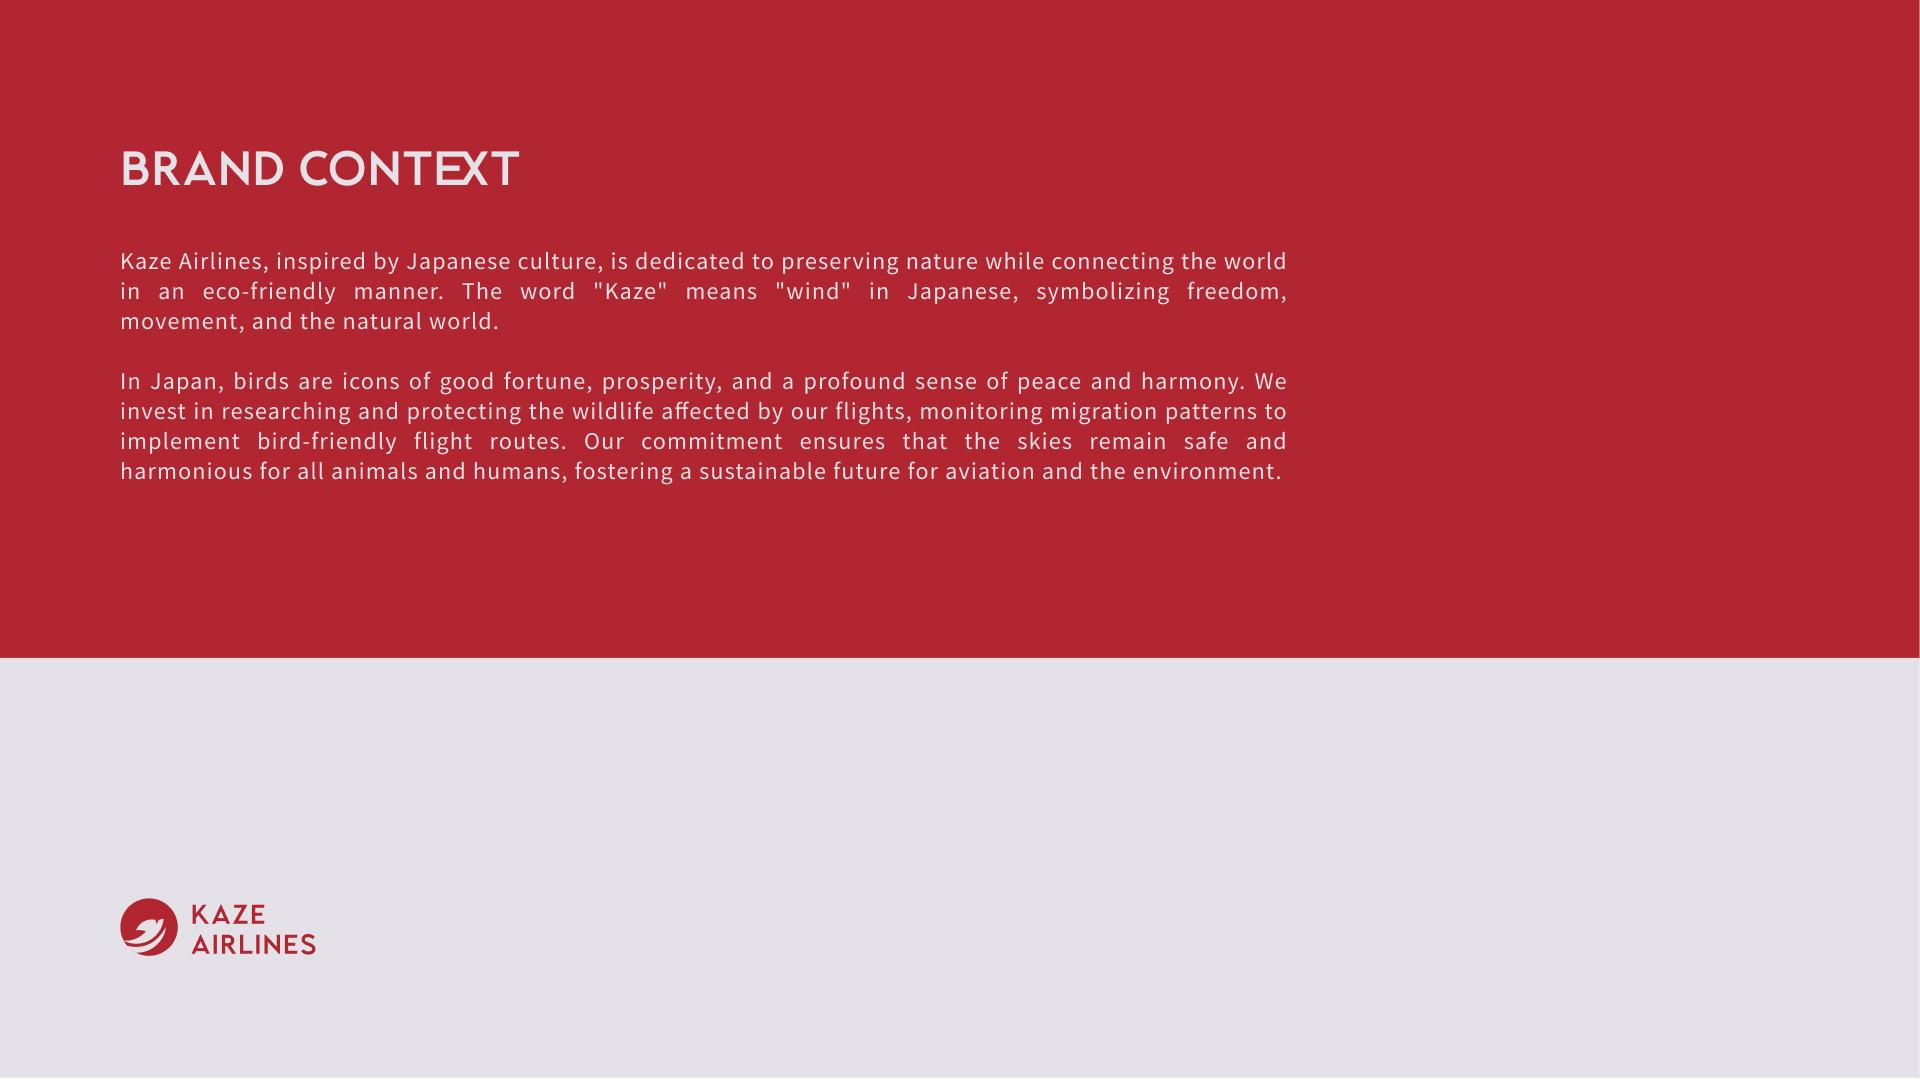 BRAND CONTEXT
Kaze Airlines, inspired by Japanese culture, is dedicated to preserving nature while connecting the world
in an eco-friendly manner. The word "Kaze" means "wind" in Japanese, symbolizing freedom,
movement, and the natural world.
In Japan, birds are icons of good fortune, prosperity, and a profound sense of peace and harmony. We
invest in researching and protecting the wildlife affected by our flights, monitoring migration patterns to
implement bird-friendly flight routes. Our commitment ensures that the skies remain safe and
harmonious for all animals and humans, fostering a sustainable future for aviation and the environment.
KAZE
AIRLINES